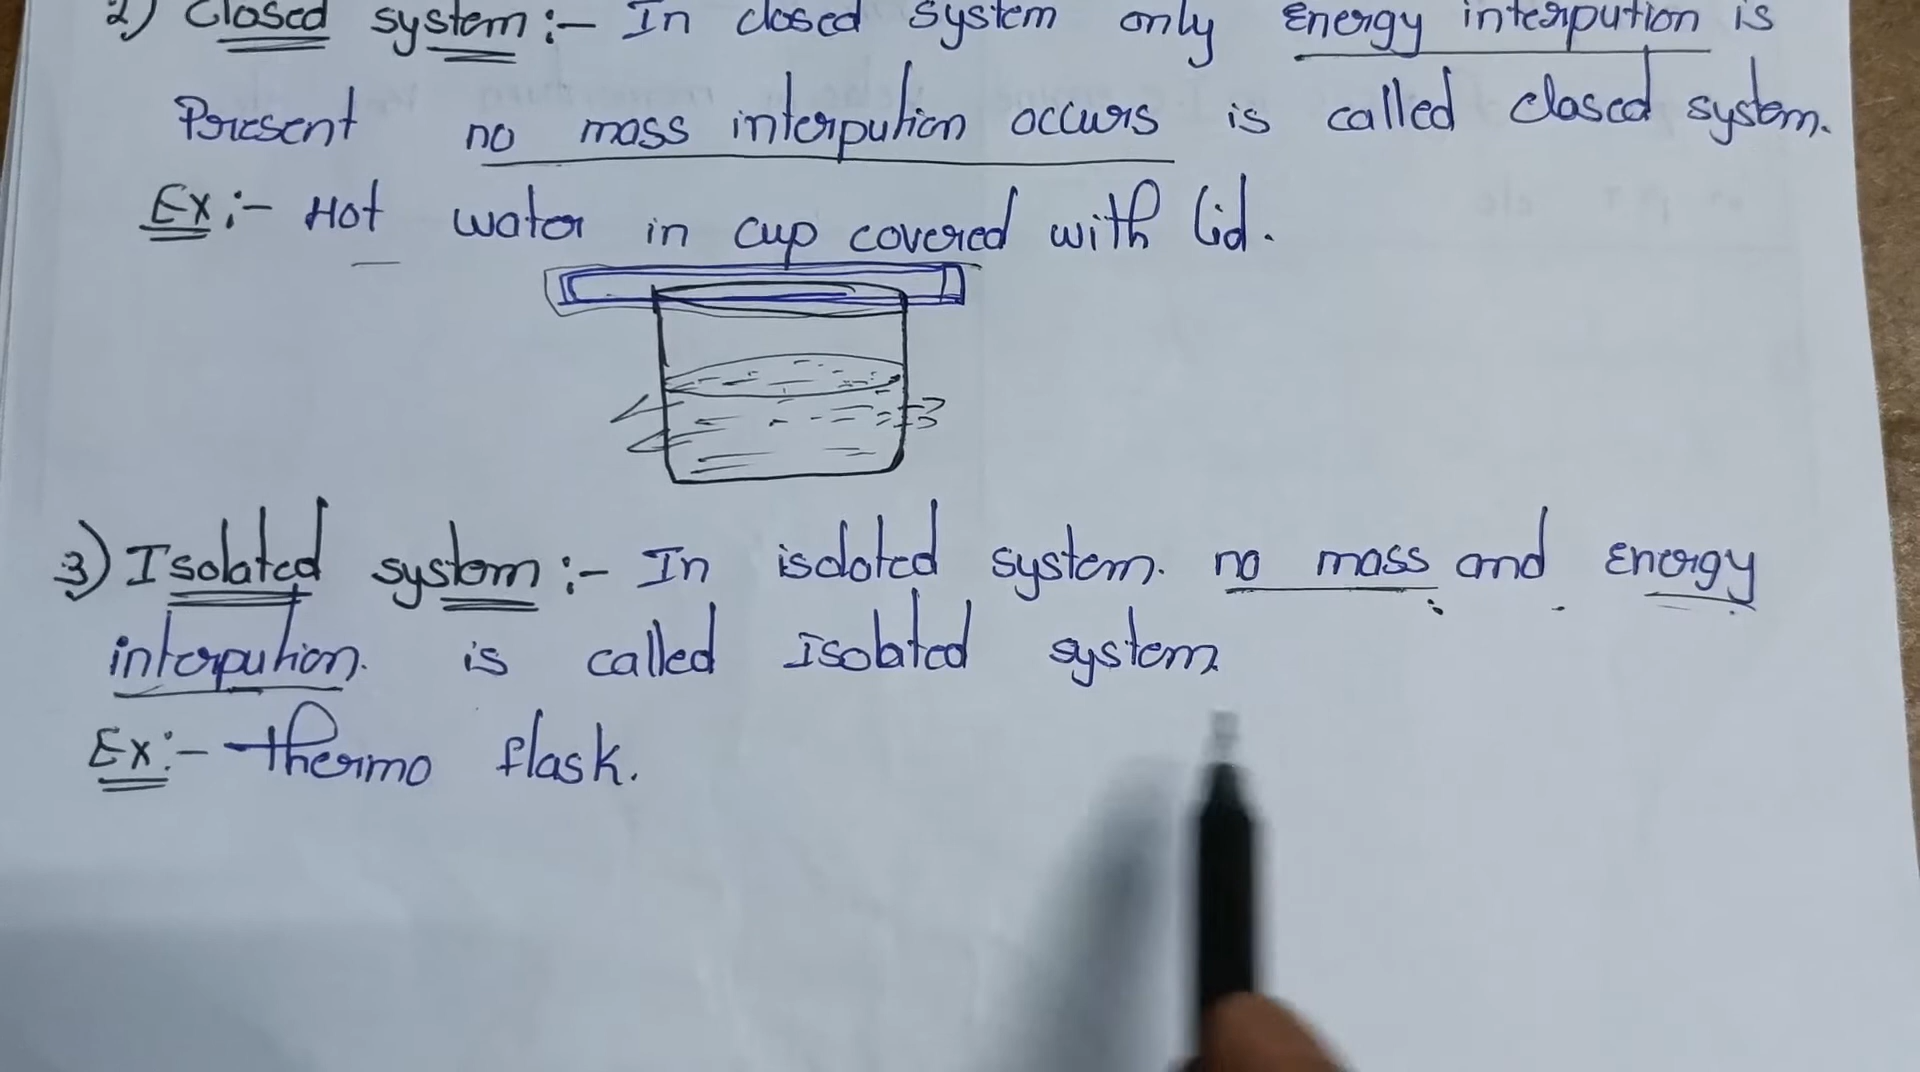 2) Closed system :- In closed system only Energy interpution is
Present no mass interpution occurs is called closed system.
Ex :- Hot water in cup covered with lid.
3) Isolated system :- In isolated system. no mass and Energy
interpution. is called Isolated system
Ex :- thermo flask.